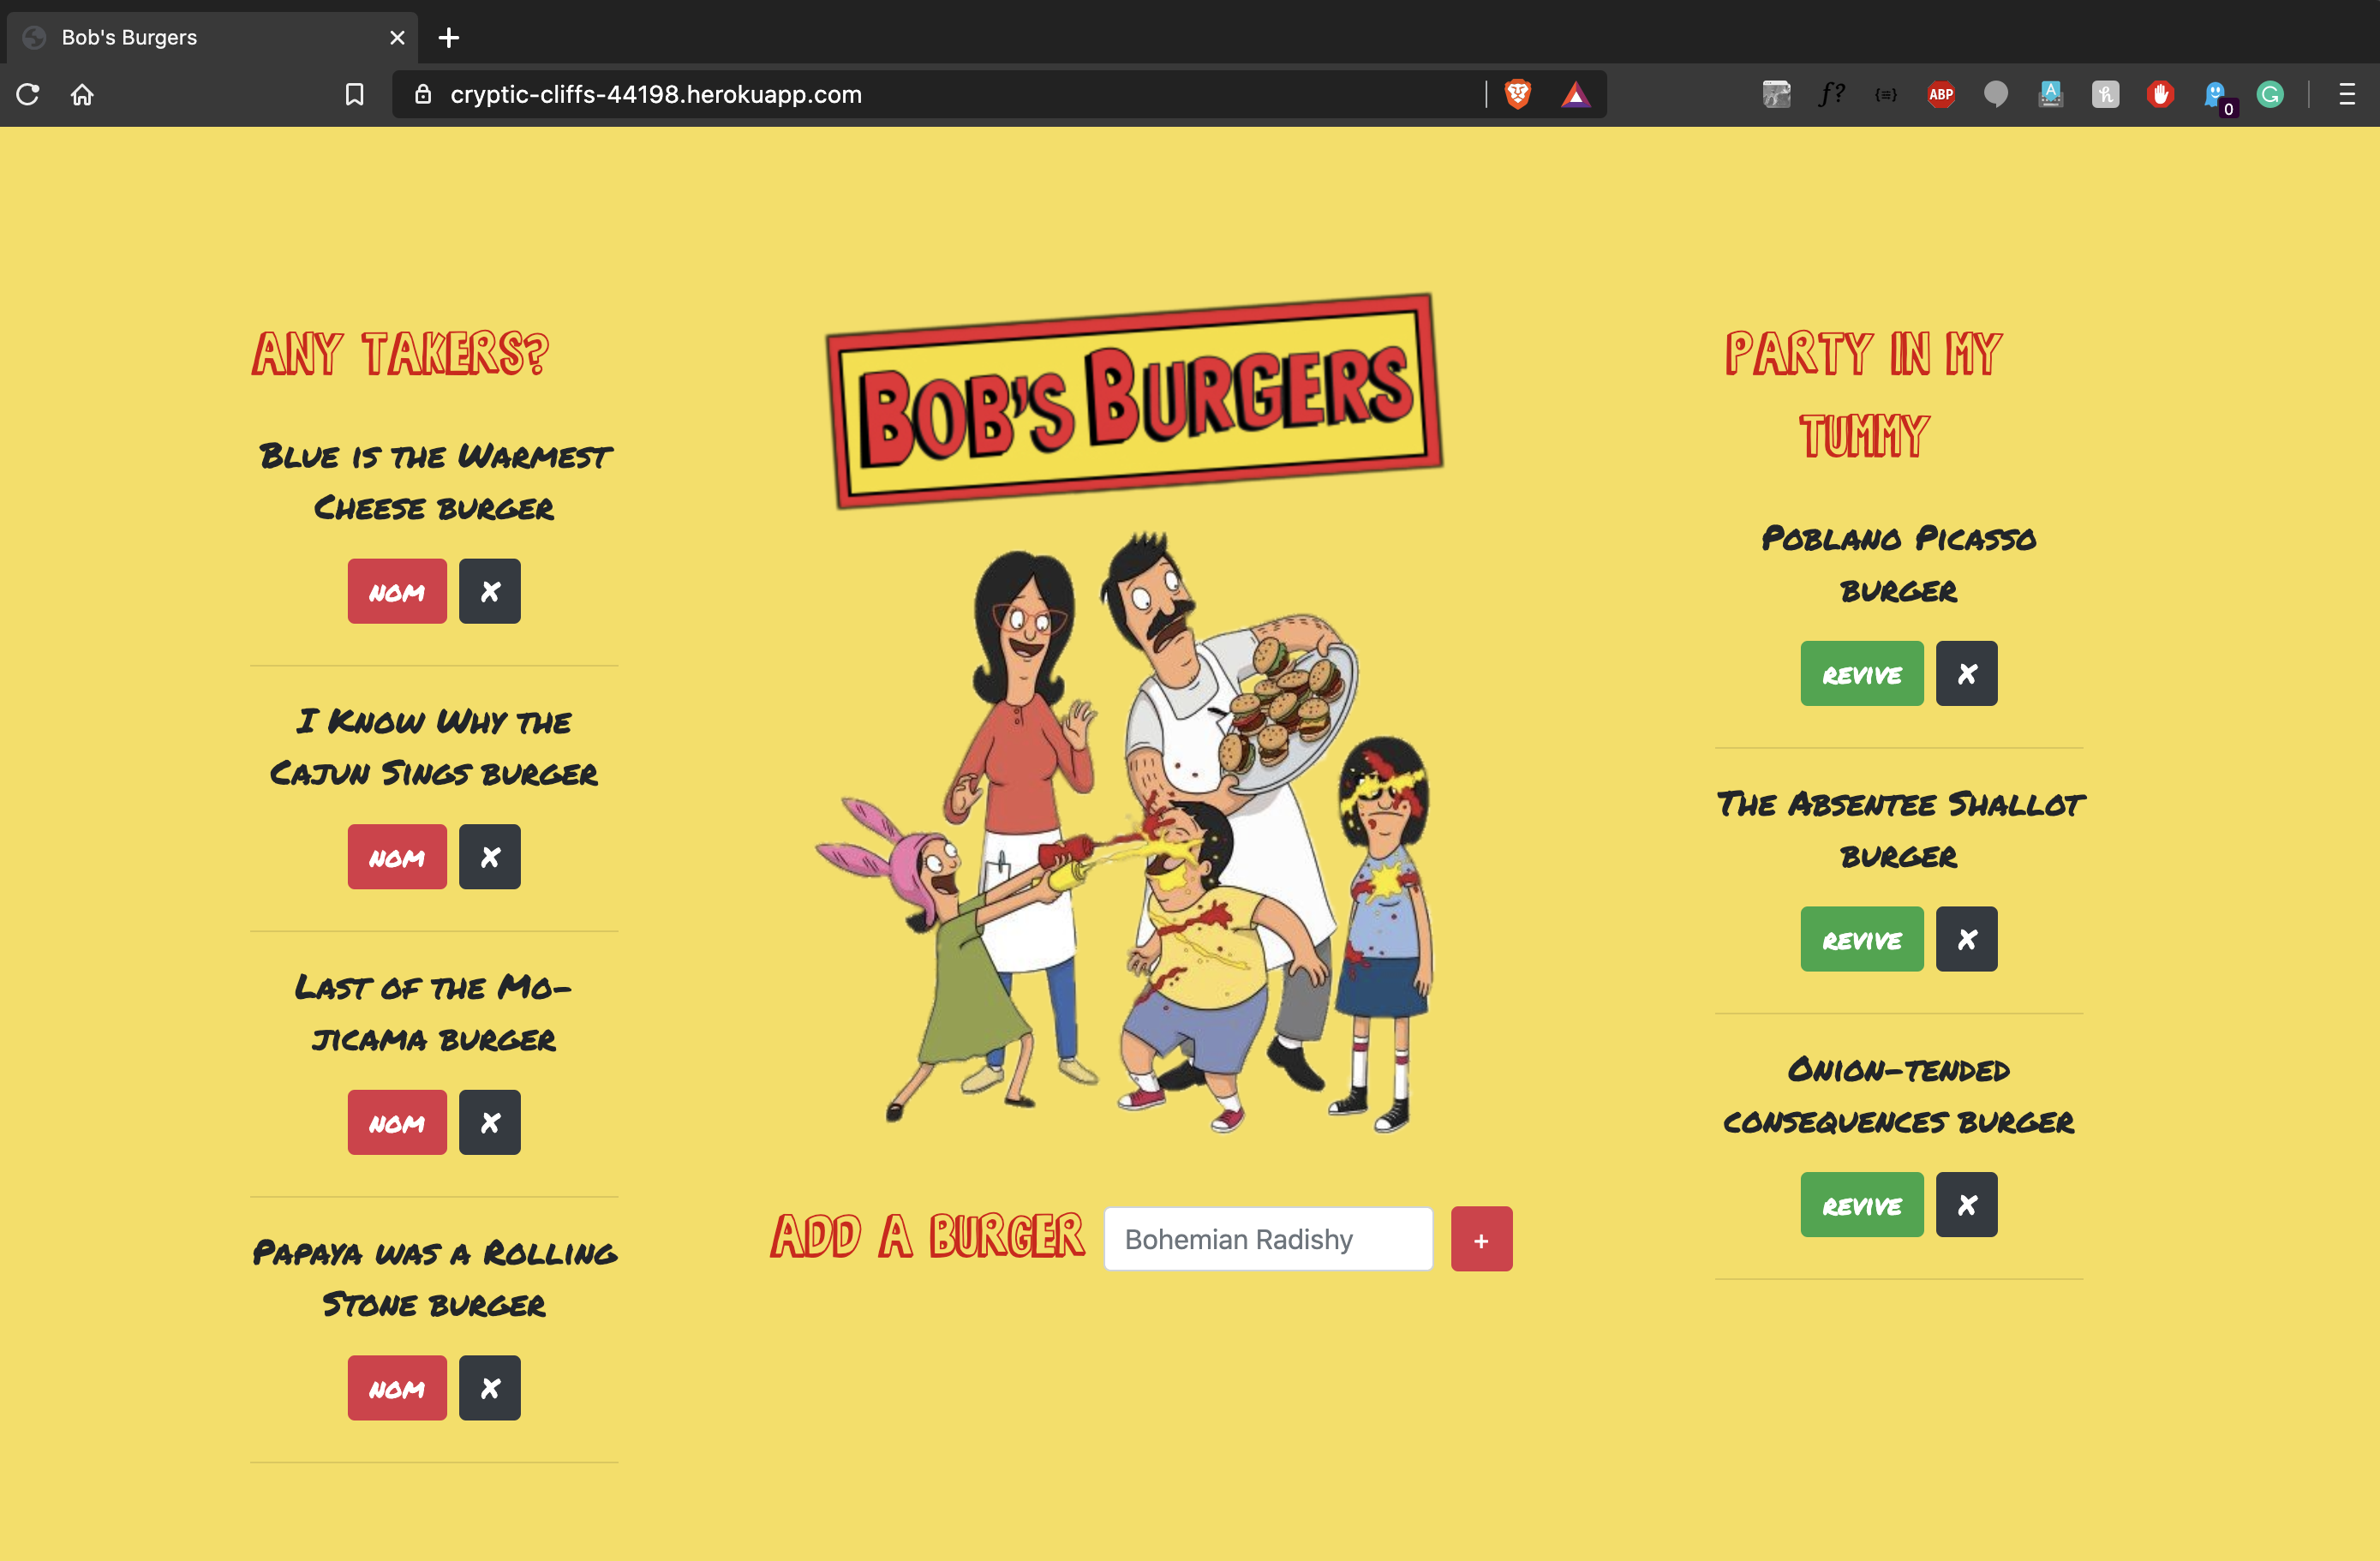 Bob's Burgers
cryptic-cliffs-44198.herokuapp.com
f?
{≡}
ABP
A
h
0
G
ANY TAKERS?
Blue is the Warmest
Cheese burger
nom x
I Know Why the
Cajun Sings burger
nom x
Last of the Mo-
jicama burger
nom x
Papaya was a Rolling
Stone burger
nom x
BOB'S BURGERS
ADD A BURGER Bohemian Radishy +
PARTY IN MY
TUMMY
Poblano Picasso
burger
revive x
The Absentee Shallot
burger
revive x
Onion-tended
consequences burger
revive x